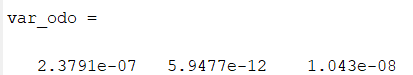 var_odo =
2.3791e-07   5.9477e-12   1.043e-08